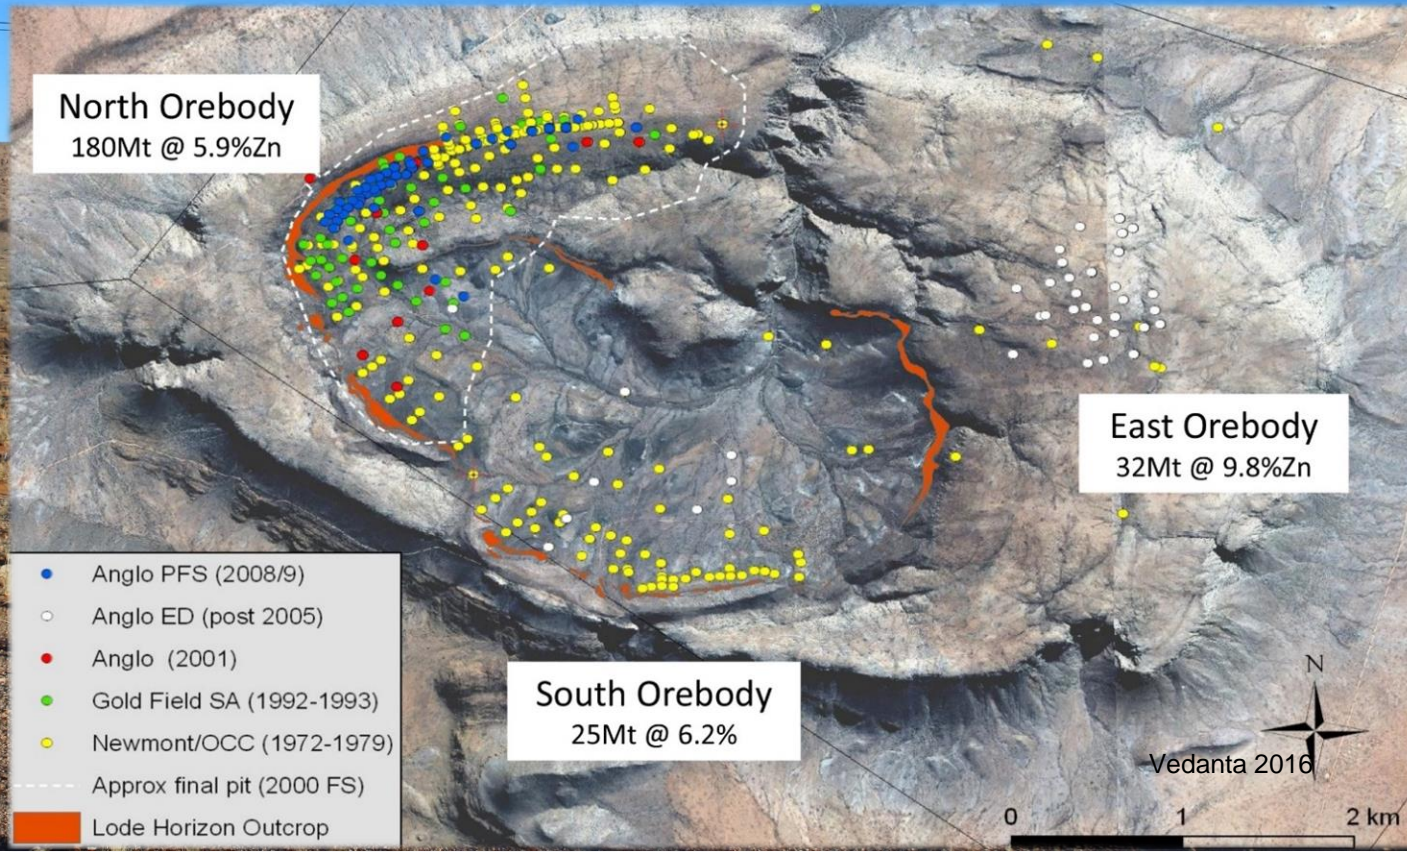 North Orebody
180Mt @ 5.9%Zn
East Orebody
32Mt @ 9.8%Zn
South Orebody
25Mt @ 6.2%
Anglo PFS (2008/9)
Anglo ED (post 2005)
Anglo (2001)
Gold Field SA (1992-1993)
Newmont/OCC (1972-1979)
Approx final pit (2000 FS)
Lode Horizon Outcrop
N
Vedanta 2016
0 1 2 km